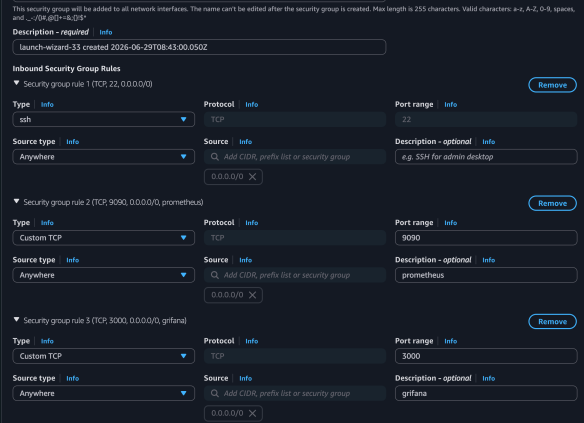 This security group will be added to all network interfaces. The name can't be edited after the security group is created. Max length is 255 characters. Valid characters: a-z, A-Z, 0-9, spaces,
and ._-:/()#,@[]+=&;{}!$*
Description - required | Info
launch-wizard-33 created 2026-06-29T08:43:00.050Z
Inbound Security Group Rules
▼ Security group rule 1 (TCP, 22, 0.0.0.0/0)
Remove
Type | Info
Protocol | Info
Port range | Info
ssh
TCP
22
Source type | Info
Source | Info
Description - optional | Info
Anywhere
Add CIDR, prefix list or security group
e.g. SSH for admin desktop
0.0.0.0/0 X
▼ Security group rule 2 (TCP, 9090, 0.0.0.0/0, prometheus)
Remove
Type | Info
Protocol | Info
Port range | Info
Custom TCP
TCP
9090
Source type | Info
Source | Info
Description - optional | Info
Anywhere
Add CIDR, prefix list or security group
prometheus
0.0.0.0/0 X
▼ Security group rule 3 (TCP, 3000, 0.0.0.0/0, grifana)
Remove
Type | Info
Protocol | Info
Port range | Info
Custom TCP
TCP
3000
Source type | Info
Source | Info
Description - optional | Info
Anywhere
Add CIDR, prefix list or security group
grifana
0.0.0.0/0 X